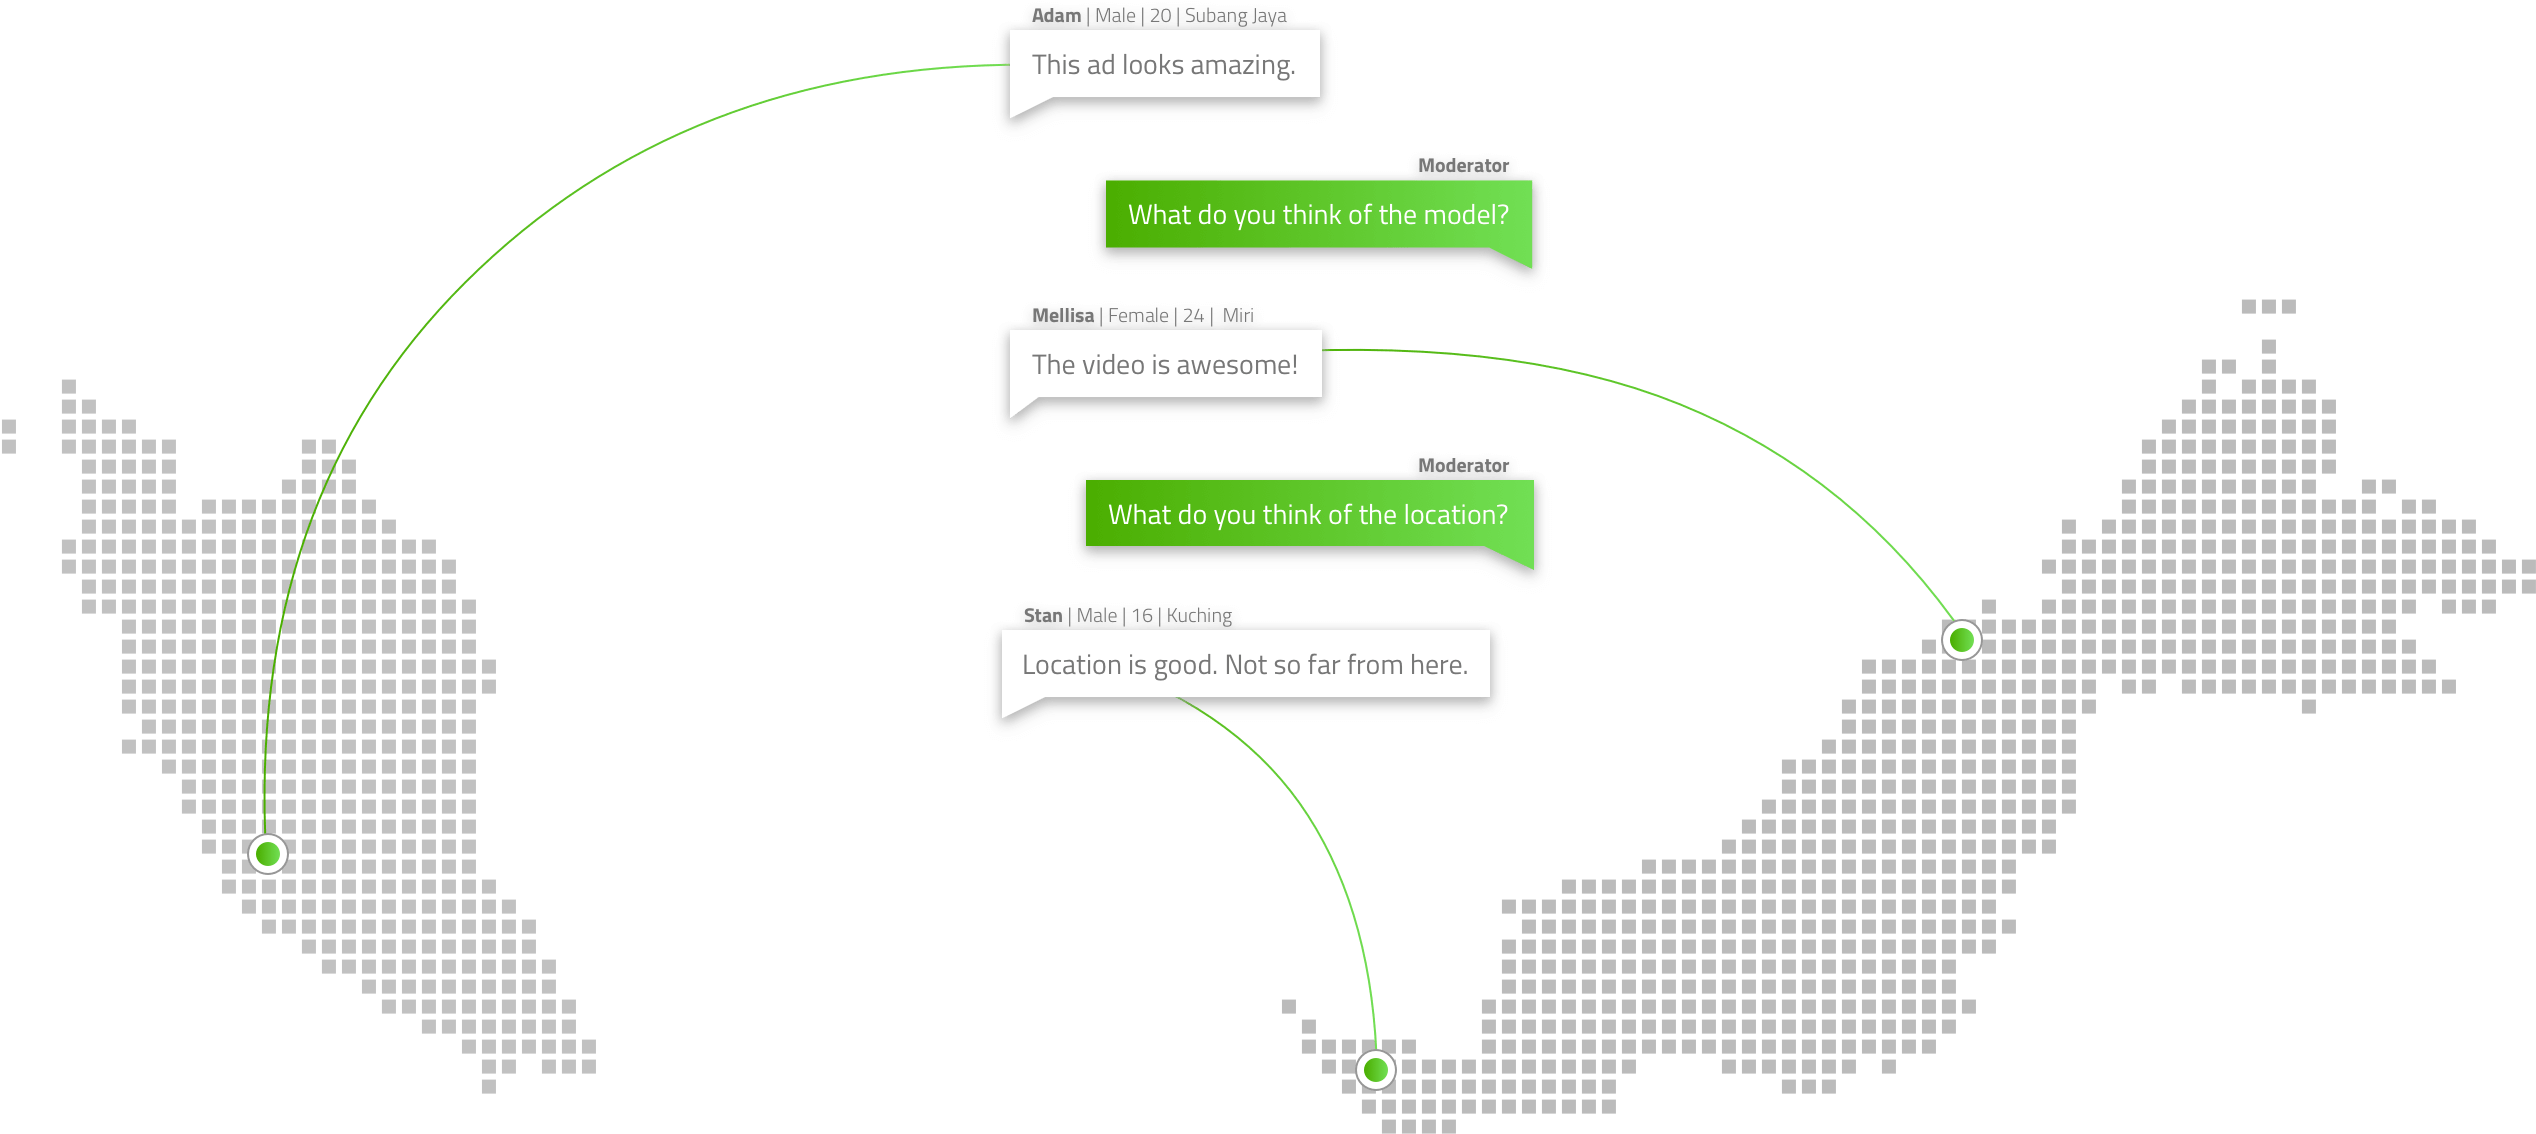 Adam | Male | 20 | Subang Jaya
This ad looks amazing.
Moderator
What do you think of the model?
Mellisa | Female | 24 | Miri
The video is awesome!
Moderator
What do you think of the location?
Stan | Male | 16 | Kuching
Location is good. Not so far from here.